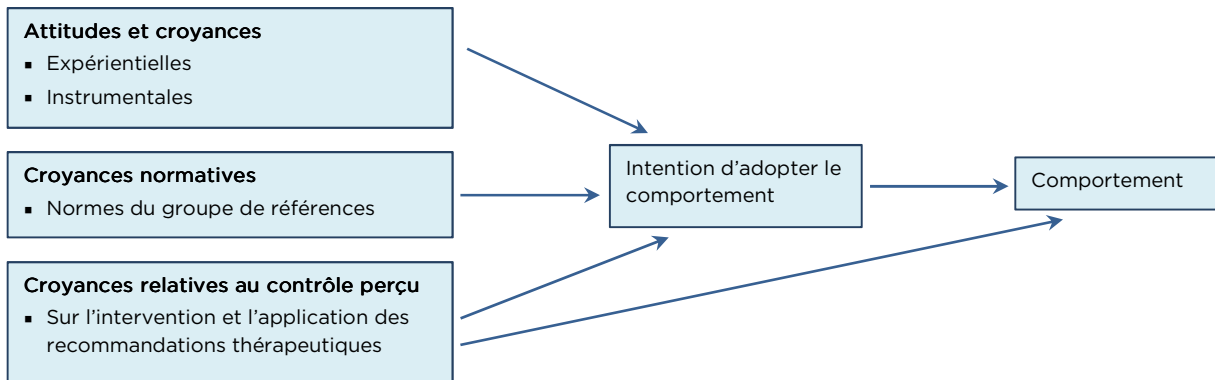 Attitudes et croyances
▪ Expérientielles
▪ Instrumentales
Croyances normatives
▪ Normes du groupe de références
Croyances relatives au contrôle perçu
▪ Sur l'intervention et l'application des
recommandations thérapeutiques
Intention d'adopter le
comportement
Comportement